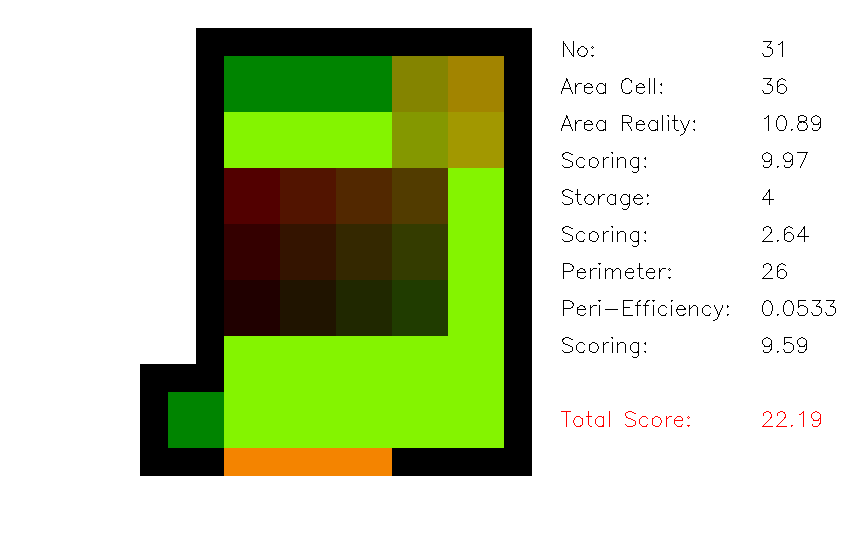 No: 31
Area Cell: 36
Area Reality: 10.89
Scoring: 9.97
Storage: 4
Scoring: 2.64
Perimeter: 26
Peri-Efficiency: 0.0533
Scoring: 9.59
Total Score: 22.19